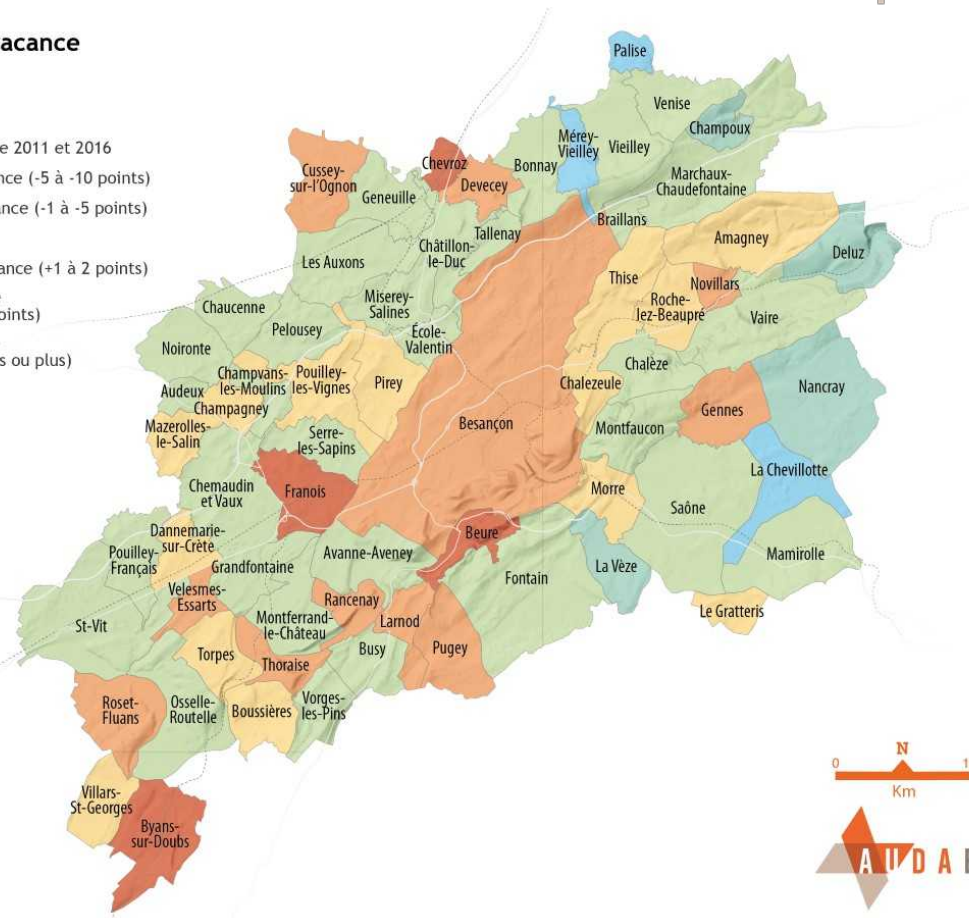 acance
e 2011 et 2016
nce (-5 à -10 points)
ance (-1 à -5 points)
ance (+1 à 2 points)
oints)
s ou plus)
Palise
Venise
Champoux
Mérey-
Vieilley
Vieilley
Bonnay
Chevroz
Devecey
Cussey-
sur-l'Ognon
Geneuille
Marchaux-
Chaudefontaine
Braillans
Tallenay
Châtillon-
le-Duc
Les Auxons
Amagney
Deluz
Thise
Novillars
Roche-
lez-Beaupré
Vaire
Chaucenne
Miserey-
Salines
Pelousey
École-
Valentin
Noironte
Chalèze
Champvans-
les-Moulins
Pouilley-
les-Vignes
Pirey
Chalezeule
Nancray
Audeux
Champagney
Gennes
Mazerolles-
le-Salin
Besançon
Montfaucon
Serre-
les-Sapins
La Chevillotte
Chemaudin
et Vaux
Franois
Morre
Saône
Dannemarie-
sur-Crète
Beure
Pouilley-
Français
Grandfontaine
Avanne-Aveney
Mamirolle
La Vèze
Fontain
Velesmes-
Essarts
Rancenay
Le Gratteris
St-Vit
Montferrand-
le-Château
Larnod
Torpes
Thoraise
Busy
Pugey
Roset-
Fluans
Osselle-
Routelle
Boussières
Vorges-
les-Pins
Villars-
St-Georges
Byans-
sur-Doubs
N
0
1
Km
AUDA